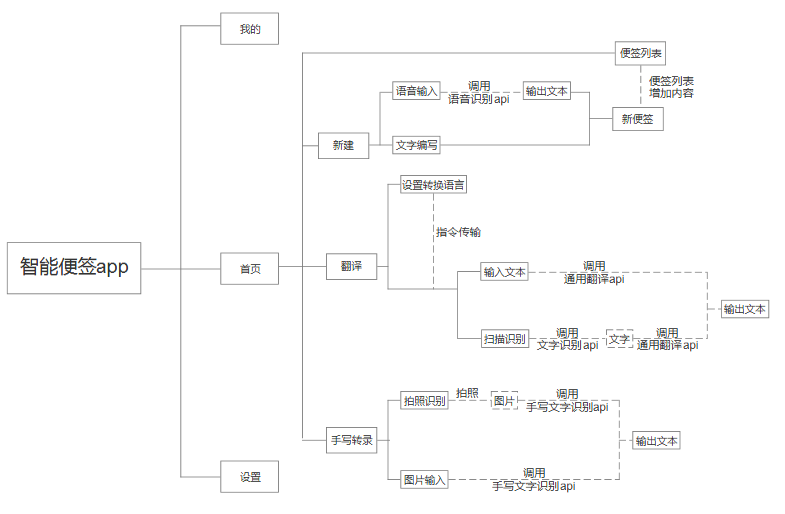 我的
便签列表
便签列表
增加内容
语音输入
调用
语音识别api
输出文本
新便签
新建
文字编写
设置转换语言
指令传输
智能便签app
首页
翻译
输入文本
调用
通用翻译api
输出文本
扫描识别
调用
文字识别api
文字
调用
通用翻译api
拍照识别
拍照
图片
调用
手写文字识别api
手写转录
输出文本
设置
图片输入
调用
手写文字识别api